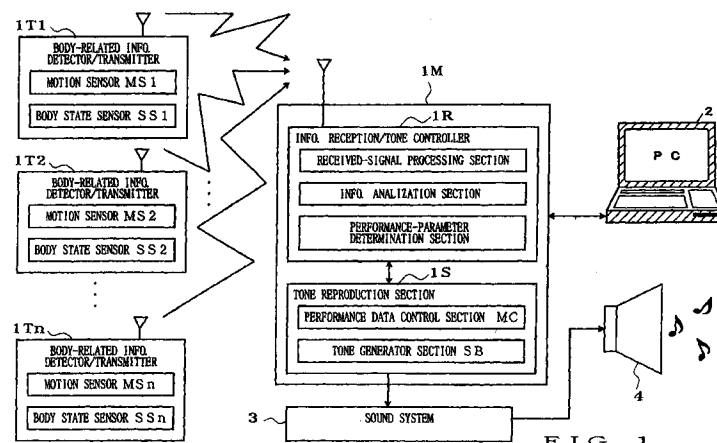 1T1
BODY-RELATED INFO.
DETECTOR/TRANSMITTER
MOTION SENSOR MS1
BODY STATE SENSOR SS1
1T2
BODY-RELATED INFO.
DETECTOR/TRANSMITTER
MOTION SENSOR MS2
BODY STATE SENSOR SS2
1Tn
BODY-RELATED INFO.
DETECTOR/TRANSMITTER
MOTION SENSOR MSn
BODY STATE SENSOR SSn
1M
1R
INFO. RECEPTION/TONE CONTROLLER
RECEIVED-SIGNAL PROCESSING SECTION
INFO. ANALIZATION SECTION
PERFORMANCE-PARAMETER
DETERMINATION SECTION
1S
TONE REPRODUCTION SECTION
PERFORMANCE DATA CONTROL SECTION MC
TONE GENERATOR SECTION SB
3
SOUND SYSTEM
2
PC
4
FIG. 1